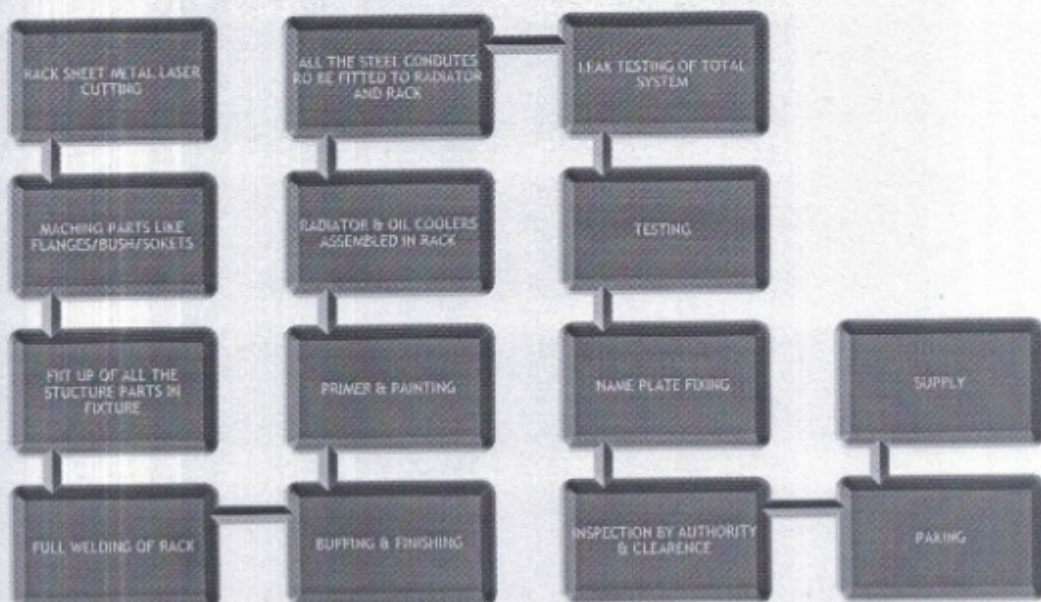 RACK SHEET METAL LASER
CUTTING
MACHING PARTS LIKE
FLANGES/BUSH/SOKETS
FIIT UP OF ALL THE
STUCTURE PARTS IN
FIXTURE
FULL WELDING OF RACK
BUFFING & FINISHING
PRIMER & PAINTING
RADIATOR & OIL COOLERS
ASSEMBLED IN RACK
ALL THE STEEL CONDUTES
RO BE FITTED TO RADIATOR
AND RACK
LEAK TESTING OF TOTAL
SYSTEM
TESTING
NAME PLATE FIXING
INSPECTION BY AUTHORITY
& CLEARENCE
PAKING
SUPPLY